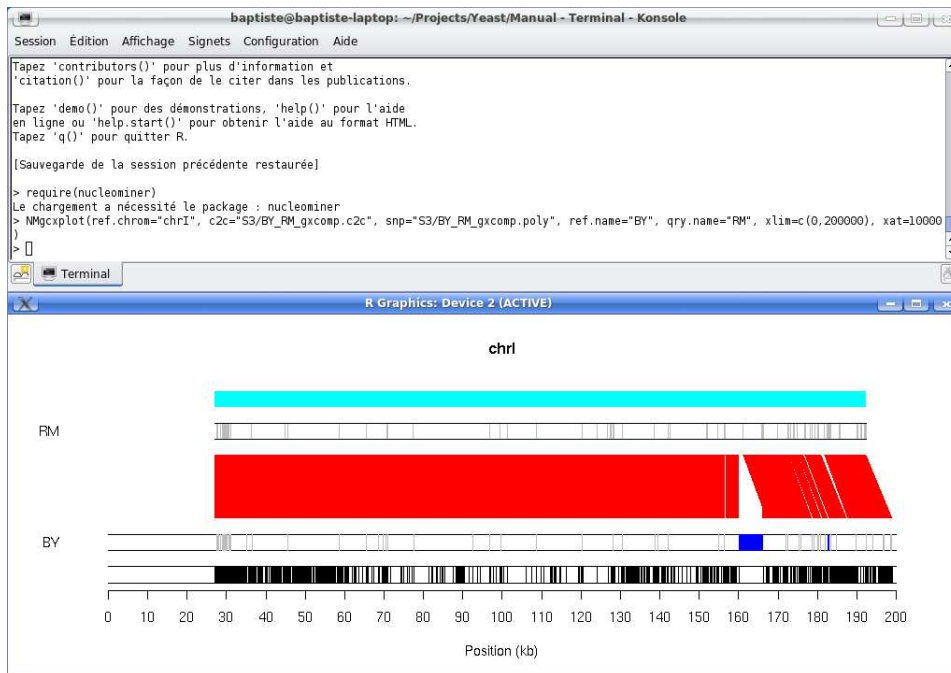 baptiste@baptiste-laptop: ~/Projects/Yeast/Manual - Terminal - Konsole
Session Édition Affichage Signets Configuration Aide
Tapez 'contributors()' pour plus d'information et
'citation()' pour la façon de le citer dans les publications.
Tapez 'demo()' pour des démonstrations, 'help()' pour l'aide
en ligne ou 'help.start()' pour obtenir l'aide au format HTML.
Tapez 'q()' pour quitter R.
[Sauvegarde de la session précédente restaurée]
> require(nucleominer)
Le chargement a nécessité le package : nucleominer
> NMgcxplot(ref.chrom="chrI", c2c="S3/BY_RM_gxcomp.c2c", snp="S3/BY_RM_gxcomp.poly", ref.name="BY", qry.name="RM", xlim=c(0,200000), xat=10000
)
>
Terminal
R Graphics: Device 2 (ACTIVE)
chrI
RM
BY
0 10 20 30 40 50 60 70 80 90 100 110 120 130 140 150 160 170 180 190 200
Position (kb)